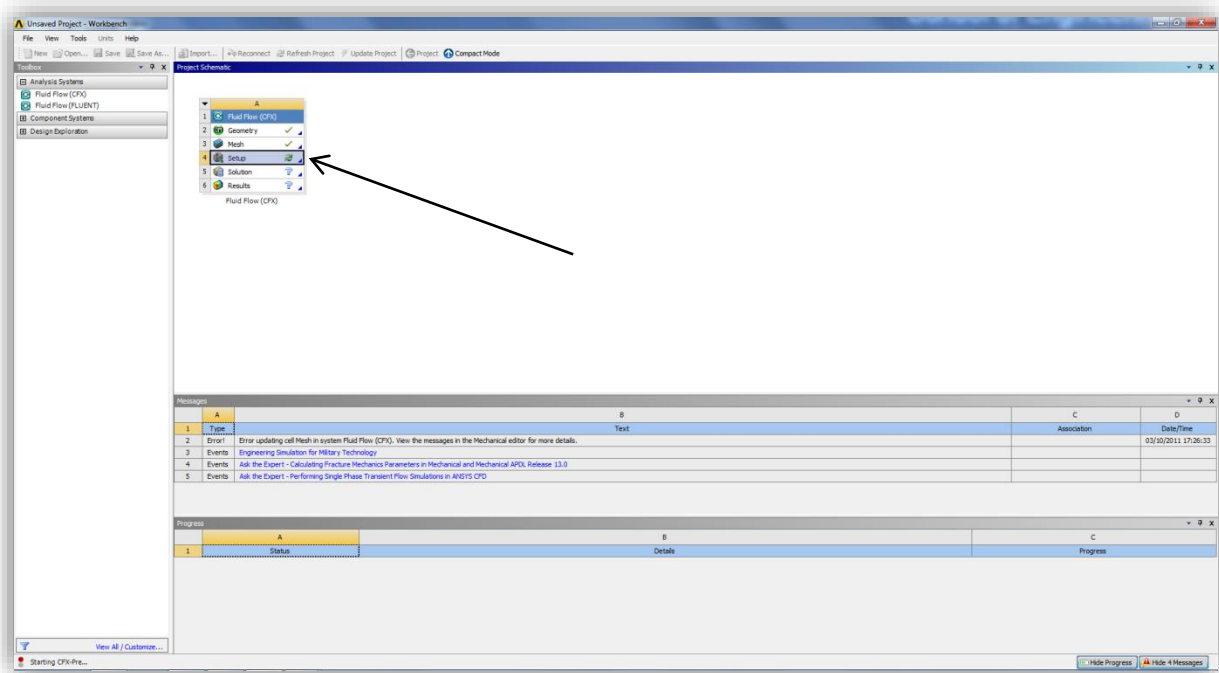 Unsaved Project - Workbench
File View Tools Units Help
New Open... Save Save As... Import... Reconnect Refresh Project Update Project Project Compact Mode
Toolbox
Analysis Systems
Fluid Flow (CFX)
Fluid Flow (FLUENT)
Component Systems
Design Exploration
Project Schematic
A
1 Fluid Flow (CFX)
2 Geometry
3 Mesh
4 Setup
5 Solution
6 Results
Fluid Flow (CFX)
Messages
A B C D
1 Type Text Association Date/Time
2 Error! Error updating cell Mesh in system Fluid Flow (CFX). View the messages in the Mechanical editor for more details. 03/10/2011 17:26:33
3 Events Engineering Simulation for Military Technology
4 Events Ask the Expert - Calculating Fracture Mechanics Parameters in Mechanical and Mechanical APDL Release 13.0
5 Events Ask the Expert - Performing Single Phase Transient Flow Simulations in ANSYS CFD
Progress
A B C
1 Status Details Progress
View All / Customize...
Starting CFX-Pre...
Hide Progress Hide 4 Messages